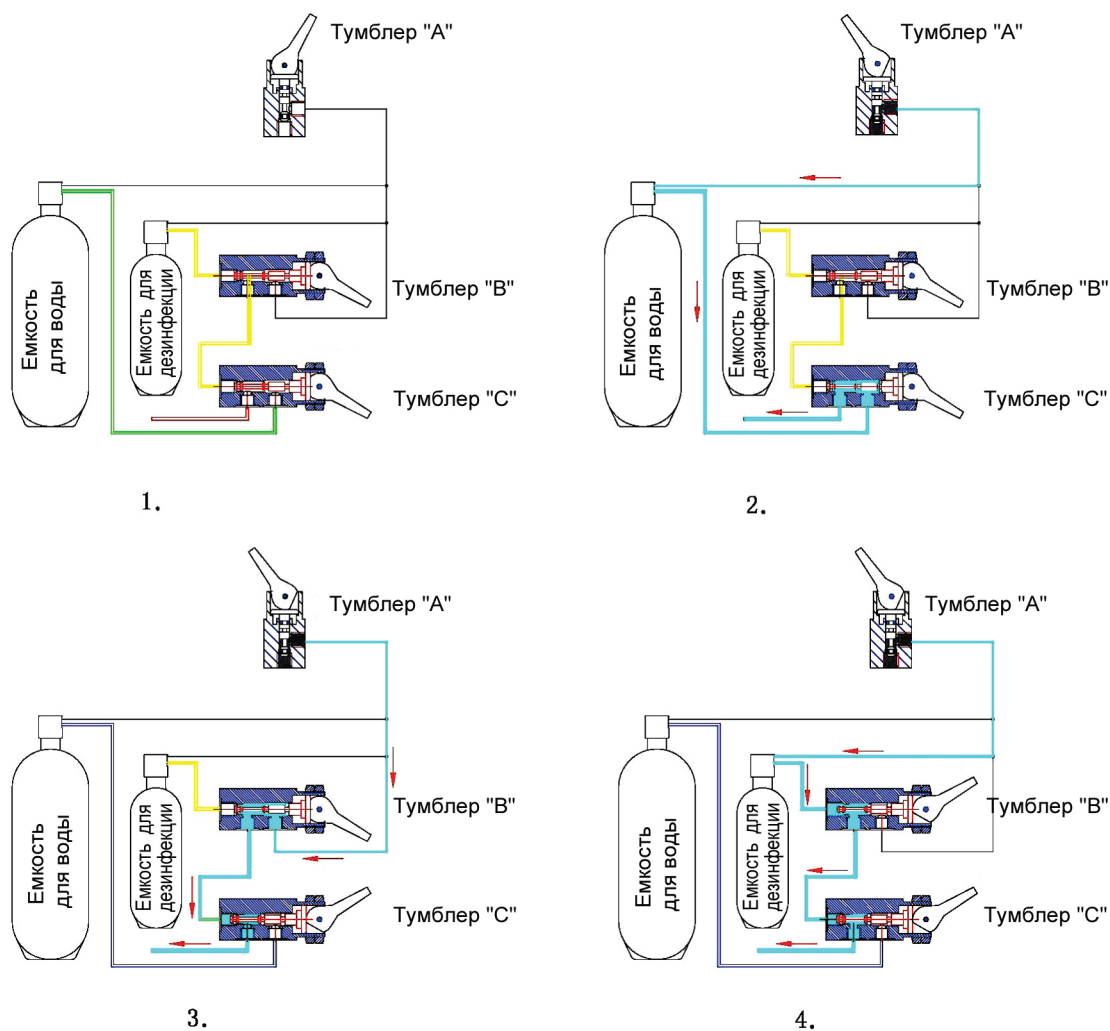 Тумблер "А"
Емкость
для воды
Емкость для
дезинфекции
Тумблер "В"
Тумблер "С"
1.
Тумблер "А"
Емкость
для воды
Емкость для
дезинфекции
Тумблер "В"
Тумблер "С"
2.
Тумблер "А"
Емкость
для воды
Емкость для
дезинфекции
Тумблер "В"
Тумблер "С"
3.
Тумблер "А"
Емкость
для воды
Емкость для
дезинфекции
Тумблер "В"
Тумблер "С"
4.